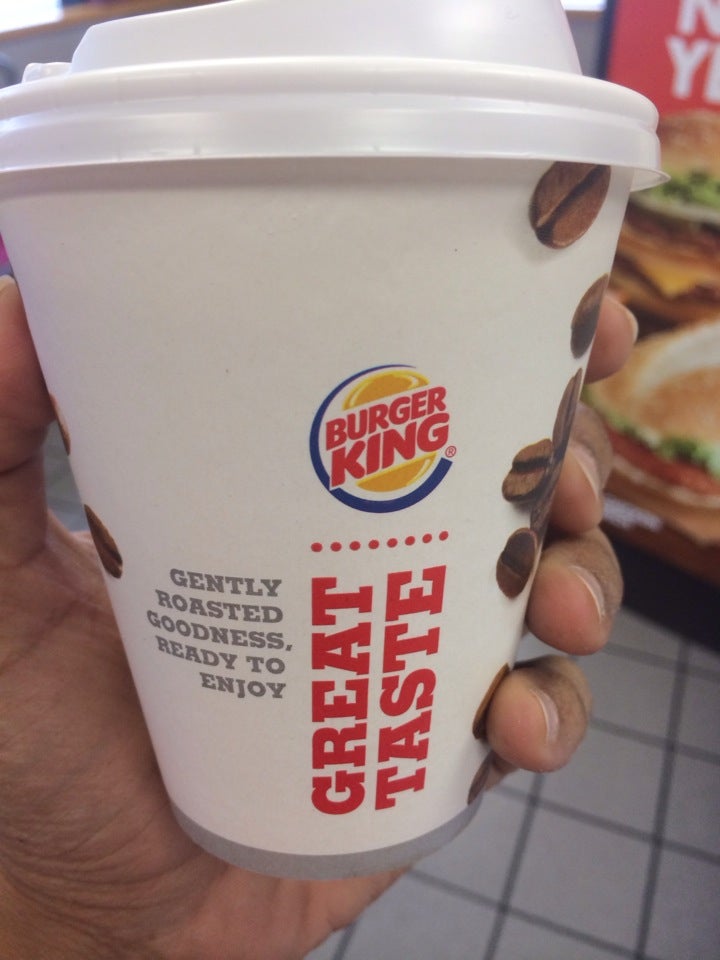 BURGER
KING®
GENTLY
ROASTED
GOODNESS,
READY TO
ENJOY
GREAT
TASTE